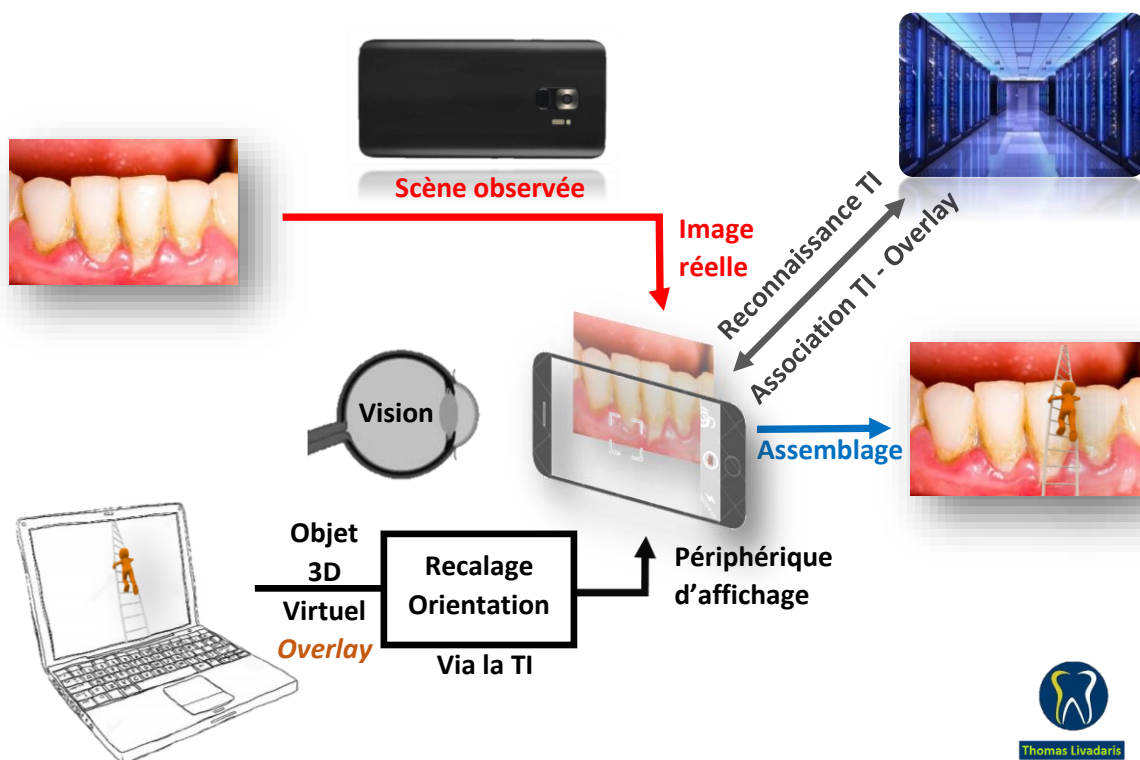 Scène observée
Image
réelle
Reconnaissance TI
Association TI - Overlay
Vision
Assemblage
Objet
3D
Virtuel
Overlay
Recalage
Orientation
Via la TI
Périphérique
d’affichage
Thomas Livadaris